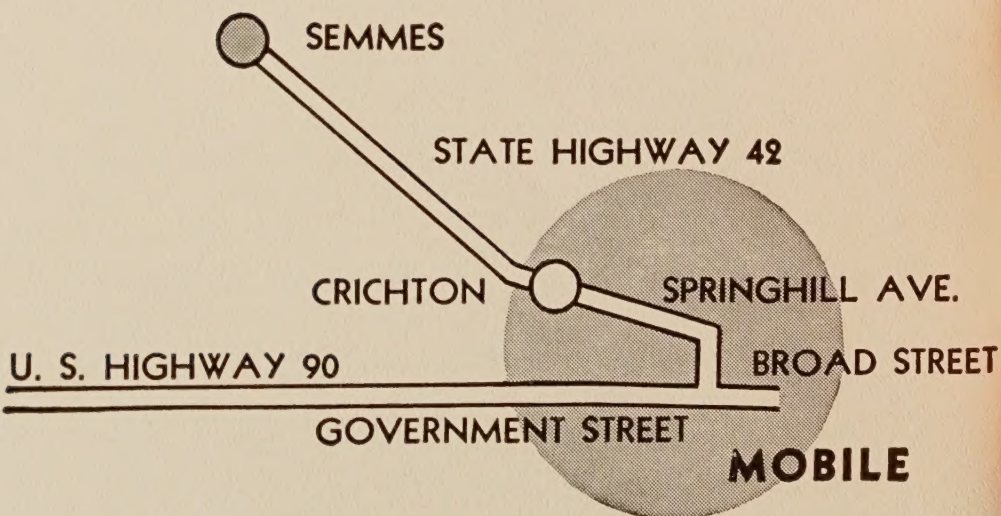 SEMMES
STATE HIGHWAY 42
CRICHTON
SPRINGHILL AVE.
U. S. HIGHWAY 90
BROAD STREET
GOVERNMENT STREET
MOBILE